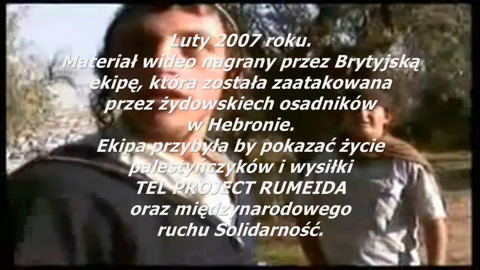 Luty 2007 roku.
Materiał wideo nagrany przez Brytyjską
ekipę, która została zaatakowana
przez żydowskiech osadników
w Hebronie.
Ekipa przybyła by pokazać życie
palestyńczyków i wysiłki
TEL PROJECT RUMEIDA
oraz międzynarodowego
ruchu Solidarność.